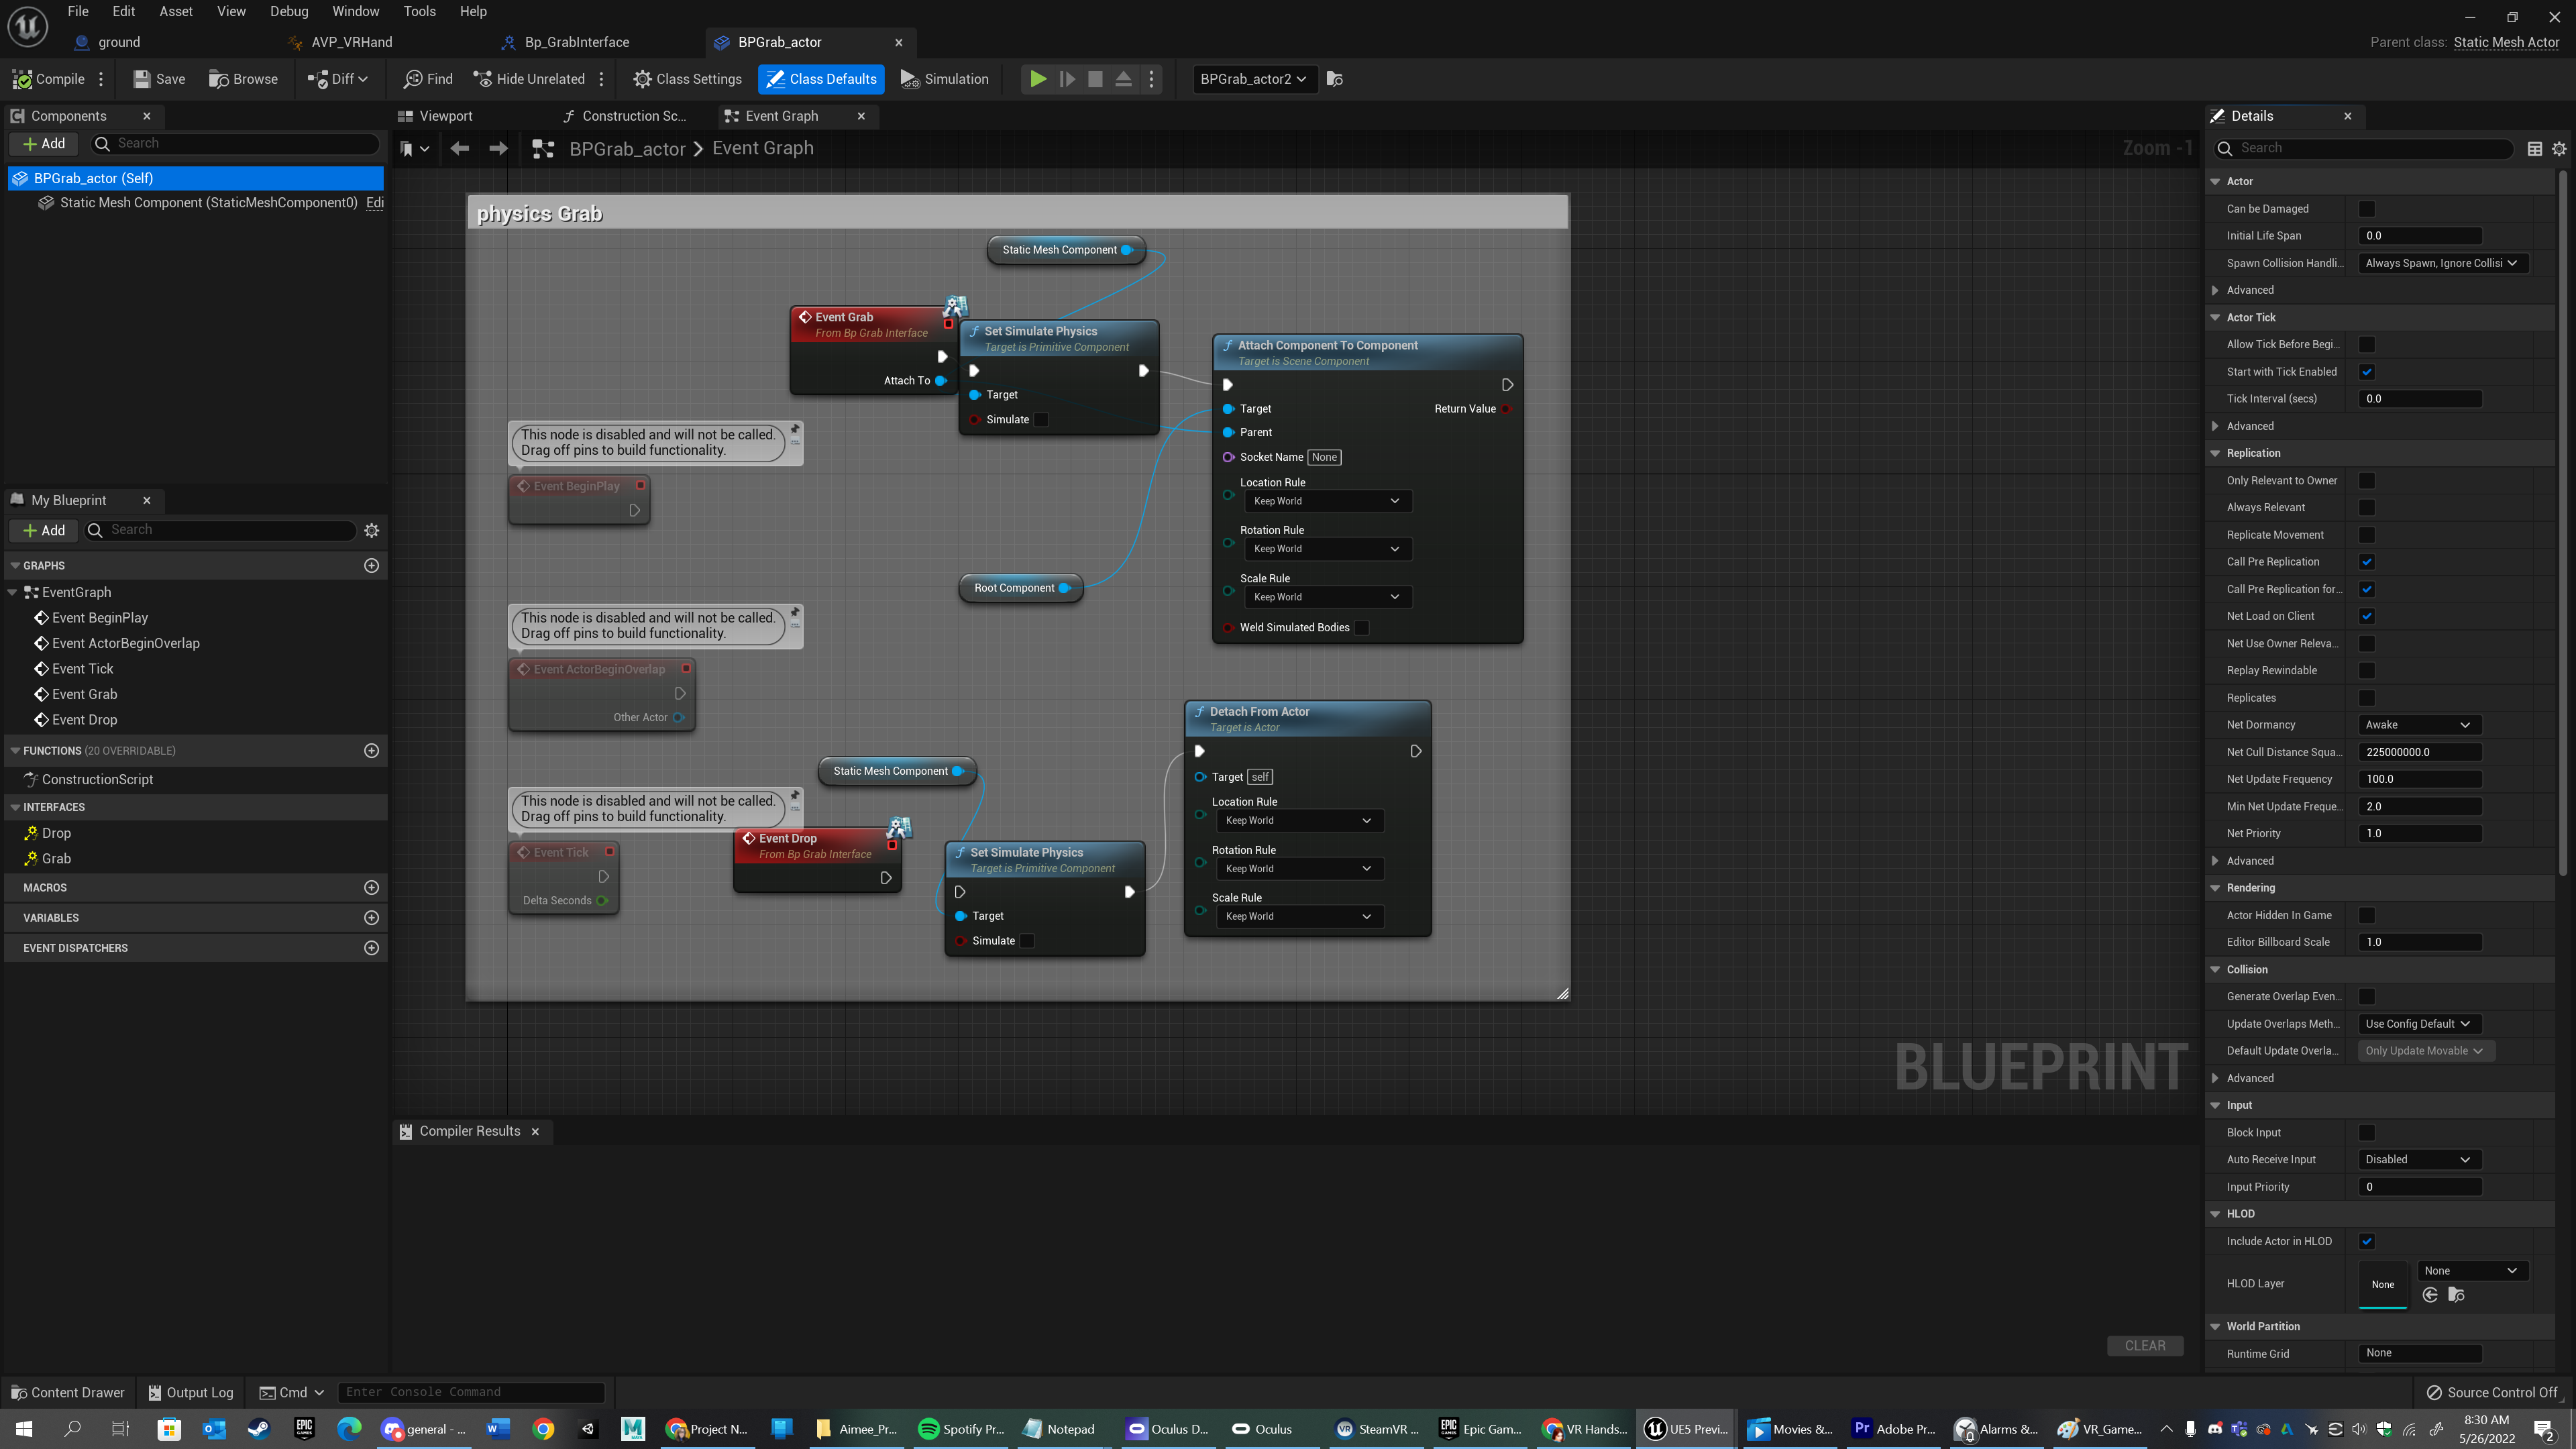 File Edit Asset View Debug Window Tools Help
ground AVP_VRHand Bp_GrabInterface BPGrab_actor
Parent class: Static Mesh Actor
Compile Save Browse Diff Find Hide Unrelated Class Settings Class Defaults Simulation BPGrab_actor2
Components
Add Search
BPGrab_actor (Self)
Static Mesh Component (StaticMeshComponent0) Edi
My Blueprint
Add Search
GRAPHS
EventGraph
Event BeginPlay
Event ActorBeginOverlap
Event Tick
Event Grab
Event Drop
FUNCTIONS (20 OVERRIDABLE)
ConstructionScript
INTERFACES
Drop
Grab
MACROS
VARIABLES
EVENT DISPATCHERS
Viewport Construction Sc... Event Graph
BPGrab_actor > Event Graph
Zoom -1
physics Grab
Static Mesh Component
Event Grab
From Bp Grab Interface
Attach To
Set Simulate Physics
Target is Primitive Component
Target
Simulate
Attach Component To Component
Target is Scene Component
Target
Return Value
Parent
Socket Name None
Location Rule
Keep World
Rotation Rule
Keep World
Scale Rule
Keep World
Weld Simulated Bodies
This node is disabled and will not be called.
Drag off pins to build functionality.
Event BeginPlay
Root Component
This node is disabled and will not be called.
Drag off pins to build functionality.
Event ActorBeginOverlap
Other Actor
Static Mesh Component
This node is disabled and will not be called.
Drag off pins to build functionality.
Event Tick
Delta Seconds
Event Drop
From Bp Grab Interface
Set Simulate Physics
Target is Primitive Component
Target
Simulate
Detach From Actor
Target is Actor
Target self
Location Rule
Keep World
Rotation Rule
Keep World
Scale Rule
Keep World
BLUEPRINT
Compiler Results
CLEAR
Details
Search
Actor
Can be Damaged
Initial Life Span 0.0
Spawn Collision Handli... Always Spawn, Ignore Collisi
Advanced
Actor Tick
Allow Tick Before Begi...
Start with Tick Enabled
Tick Interval (secs) 0.0
Advanced
Replication
Only Relevant to Owner
Always Relevant
Replicate Movement
Call Pre Replication
Call Pre Replication for...
Net Load on Client
Net Use Owner Releva...
Replay Rewindable
Replicates
Net Dormancy Awake
Net Cull Distance Squa... 225000000.0
Net Update Frequency 100.0
Min Net Update Freque... 2.0
Net Priority 1.0
Advanced
Rendering
Actor Hidden In Game
Editor Billboard Scale 1.0
Collision
Generate Overlap Even...
Update Overlaps Meth... Use Config Default
Default Update Overla... Only Update Movable
Advanced
Input
Block Input
Auto Receive Input Disabled
Input Priority 0
HLOD
Include Actor in HLOD
HLOD Layer None None
World Partition
Runtime Grid None
Content Drawer Output Log Cmd Enter Console Command Source Control Off
general - ... Project N... Aimee_Pr... Spotify Pr... Notepad Oculus D... Oculus SteamVR ... Epic Gam... VR Hands... UE5 Previ... Movies &... Adobe Pr... Alarms &... VR_Game...
8:30 AM
5/26/2022